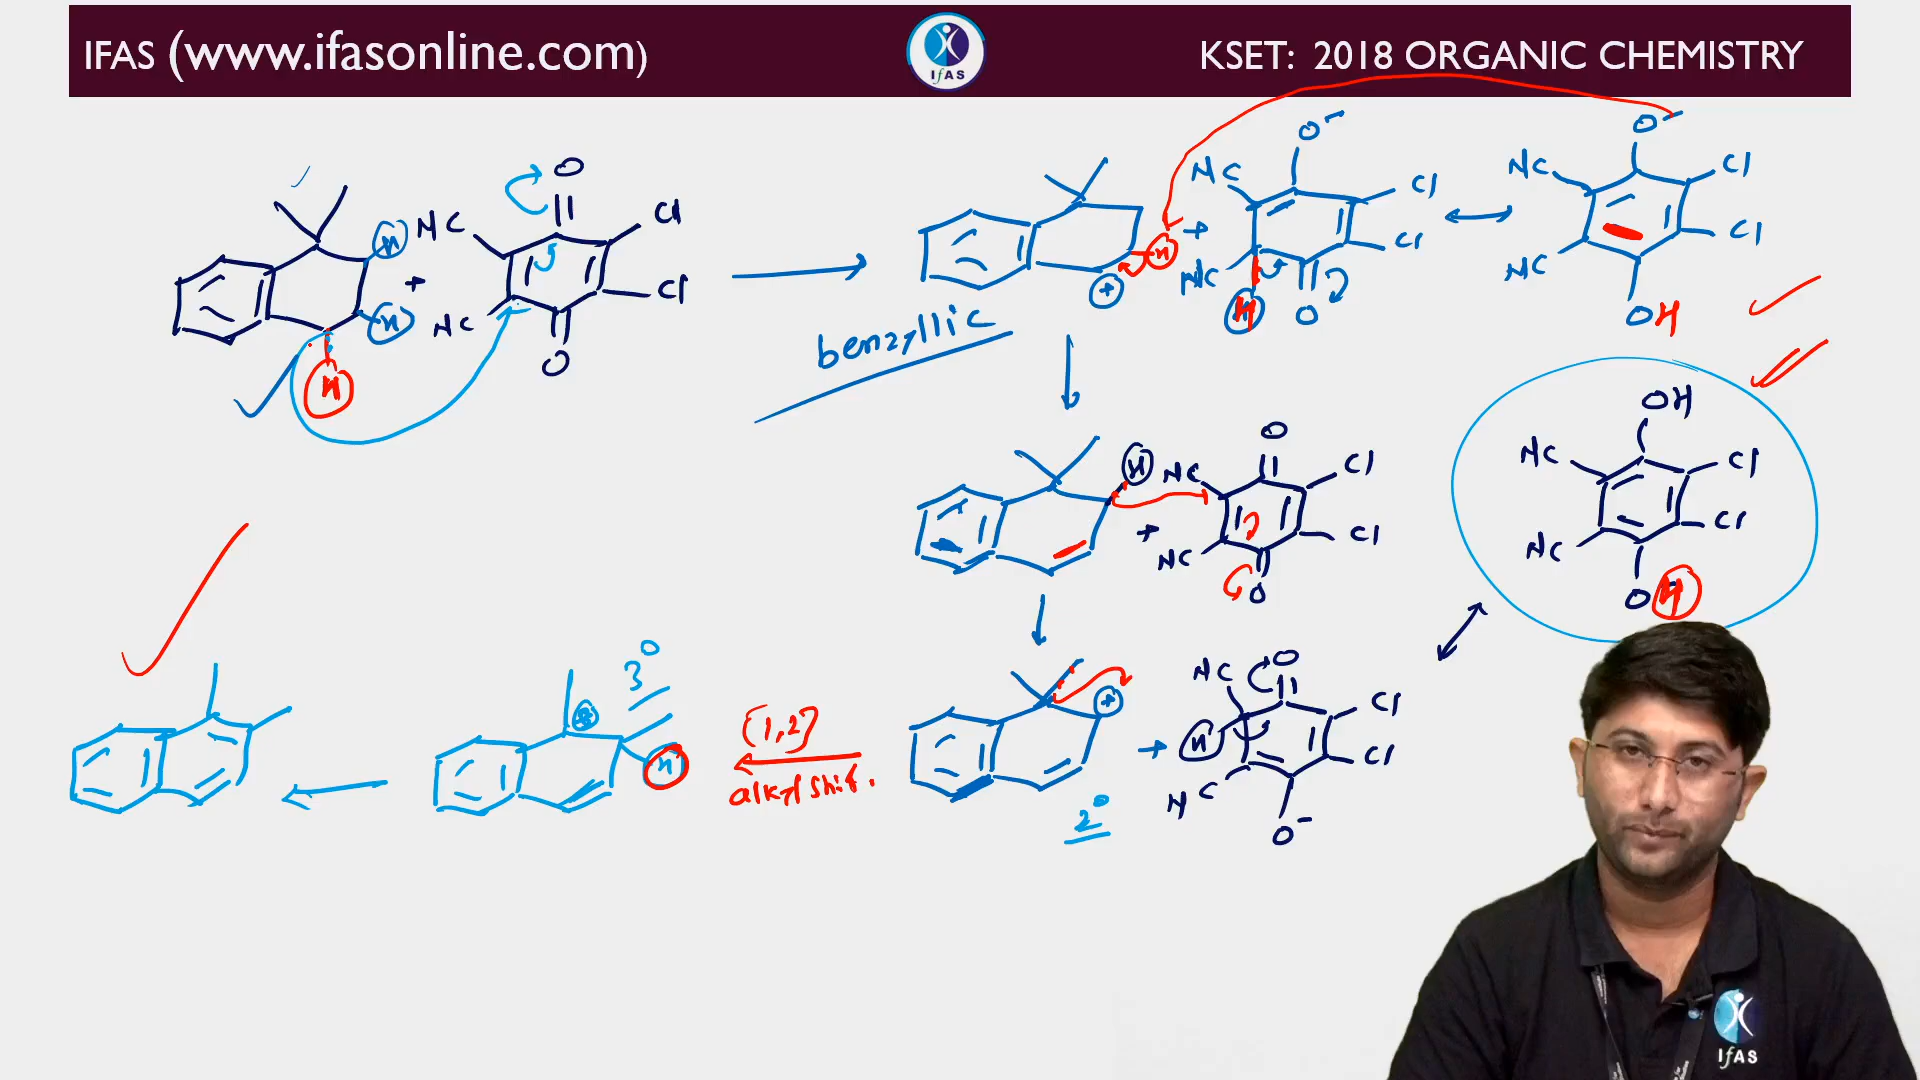 IFAS (www.ifasonline.com)
IfAS
KSET: 2018 ORGANIC CHEMISTRY
O
NC
Cl
H
+
Cl
H
NC
O
H
benzyllic
H
+
O-
NC
Cl
+
Cl
NC
H
O
O-
NC
Cl
Cl
NC
OH
OH
NC
Cl
Cl
NC
OH
H
NC
O
Cl
+
Cl
NC
O
3°
+
H
(1,2)
alkyl shift.
+
2°
+
NC
O
Cl
H
Cl
NC
O-
IfAS